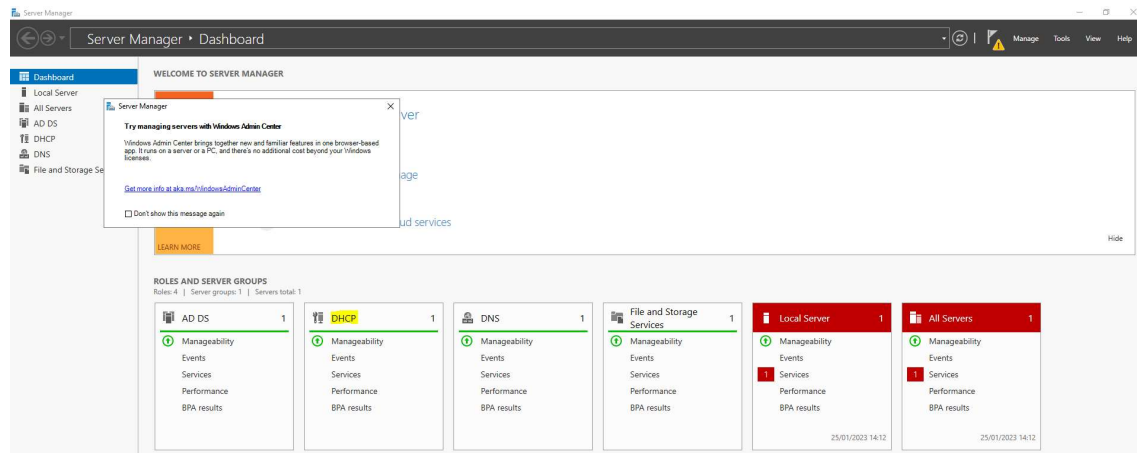 Server Manager
Server Manager • Dashboard
Manage Tools View Help
Dashboard
Local Server
All Servers
AD DS
DHCP
DNS
File and Storage Se
WELCOME TO SERVER MANAGER
Server Manager
Try managing servers with Windows Admin Center
Windows Admin Center brings together new and familiar features in one browser-based
app. It runs on a server or a PC, and there's no additional cost beyond your Windows
licenses.
Get more info at aka.ms/WindowsAdminCenter
Don't show this message again
ver
age
ud services
LEARN MORE
Hide
ROLES AND SERVER GROUPS
Roles: 4 | Server groups: 1 | Servers total: 1
AD DS 1
Manageability
Events
Services
Performance
BPA results
DHCP 1
Manageability
Events
Services
Performance
BPA results
DNS 1
Manageability
Events
Services
Performance
BPA results
File and Storage
Services 1
Manageability
Events
Services
Performance
BPA results
Local Server 1
Manageability
Events
1 Services
Performance
BPA results
25/01/2023 14:12
All Servers 1
Manageability
Events
1 Services
Performance
BPA results
25/01/2023 14:12